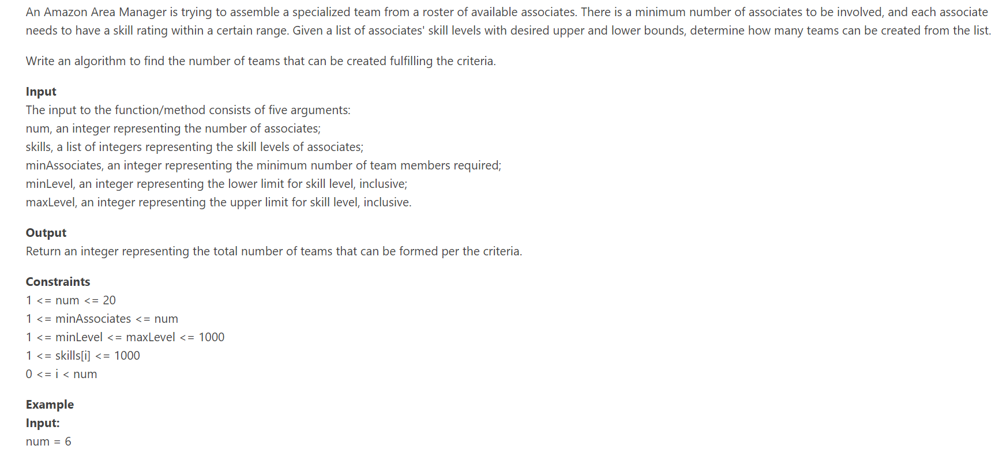 An Amazon Area Manager is trying to assemble a specialized team from a roster of available associates. There is a minimum number of associates to be involved, and each associate
needs to have a skill rating within a certain range. Given a list of associates' skill levels with desired upper and lower bounds, determine how many teams can be created from the list.
Write an algorithm to find the number of teams that can be created fulfilling the criteria.
Input
The input to the function/method consists of five arguments:
num, an integer representing the number of associates;
skills, a list of integers representing the skill levels of associates;
minAssociates, an integer representing the minimum number of team members required;
minLevel, an integer representing the lower limit for skill level, inclusive;
maxLevel, an integer representing the upper limit for skill level, inclusive.
Output
Return an integer representing the total number of teams that can be formed per the criteria.
Constraints
1 <= num <= 20
1 <= minAssociates <= num
1 <= minLevel <= maxLevel <= 1000
1 <= skills[i] <= 1000
0 <= i < num
Example
Input:
num = 6